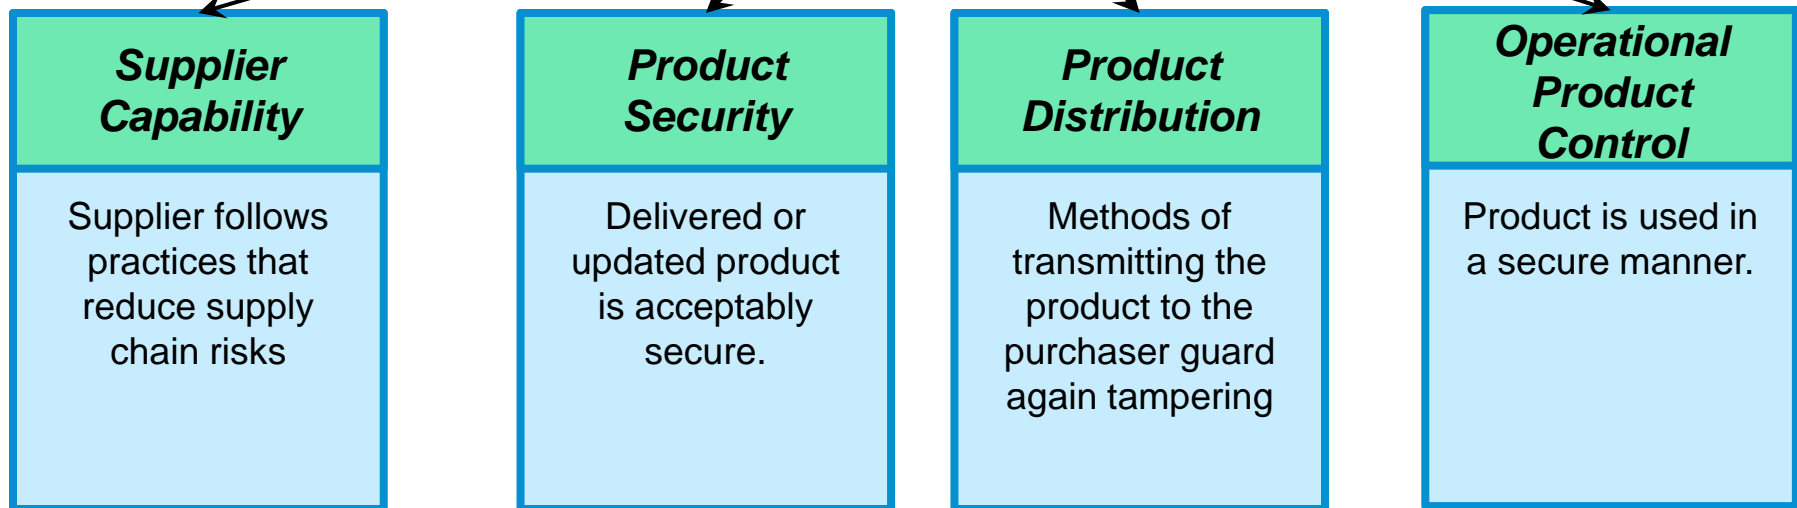 Supplier
Capability
Supplier follows
practices that
reduce supply
chain risks
Product
Security
Delivered or
updated product
is acceptably
secure.
Product
Distribution
Methods of
transmitting the
product to the
purchaser guard
again tampering
Operational
Product
Control
Product is used in
a secure manner.